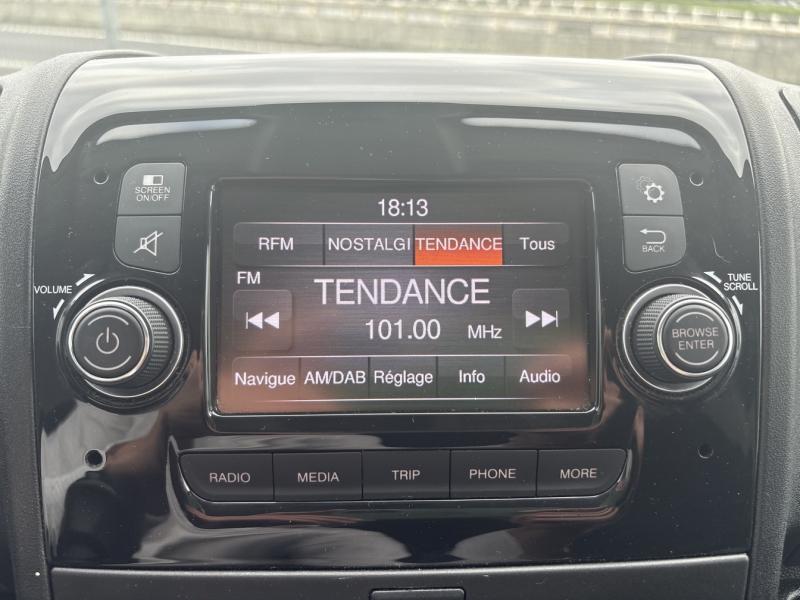 SCREEN
ON/OFF
VOLUME
18:13
RFM NOSTALGI TENDANCE Tous
FM
TENDANCE
101.00 MHz
Navigue AM/DAB Réglage Info Audio
BACK
TUNE
SCROLL
BROWSE
ENTER
RADIO MEDIA TRIP PHONE MORE